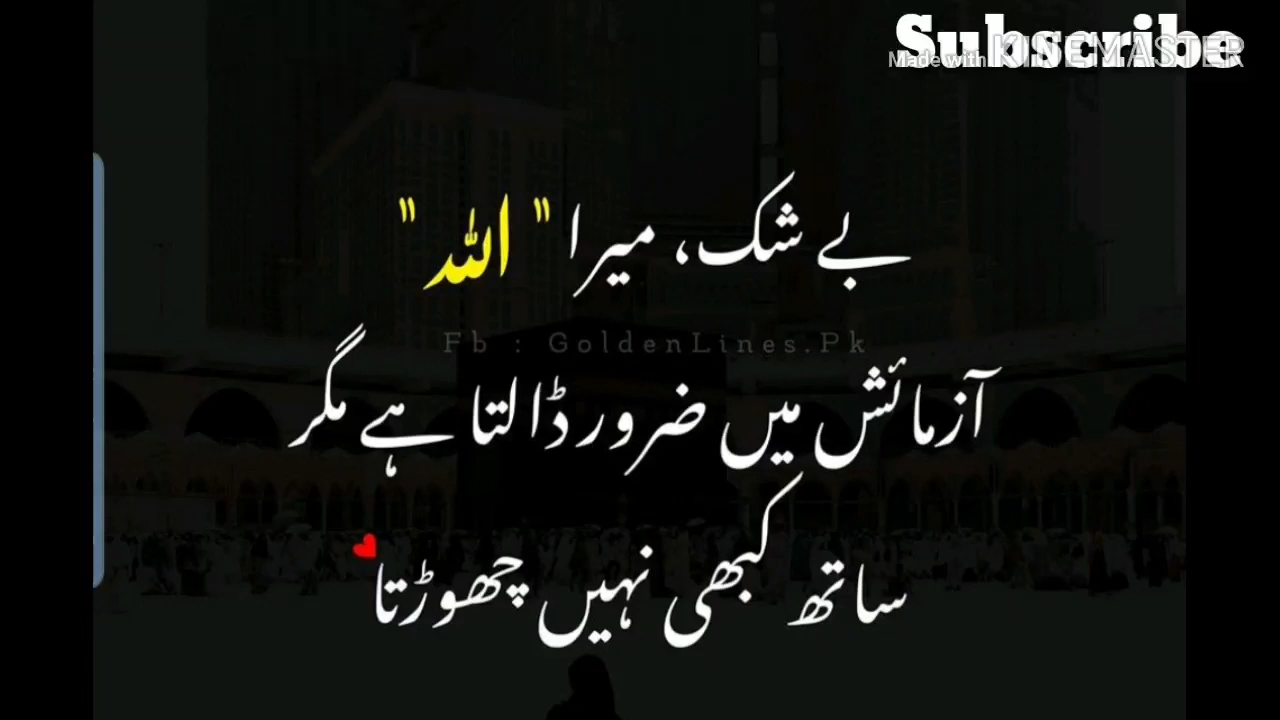 Subscribe
Made with KINEMASTER
بے شک، میرا " اللہ "
Fb : GoldenLines.Pk
آزمائش میں ضرور ڈالتا ہے مگر
ساتھ کبھی نہیں چھوڑتا